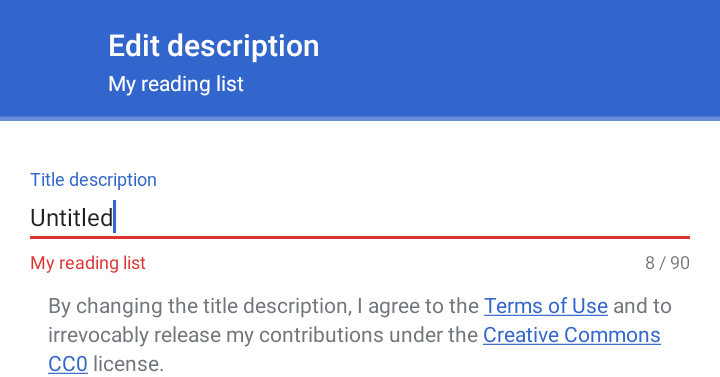 Edit description
My reading list
Title description
Untitled
My reading list 8 / 90
By changing the title description, I agree to the Terms of Use and to
irrevocably release my contributions under the Creative Commons
CC0 license.